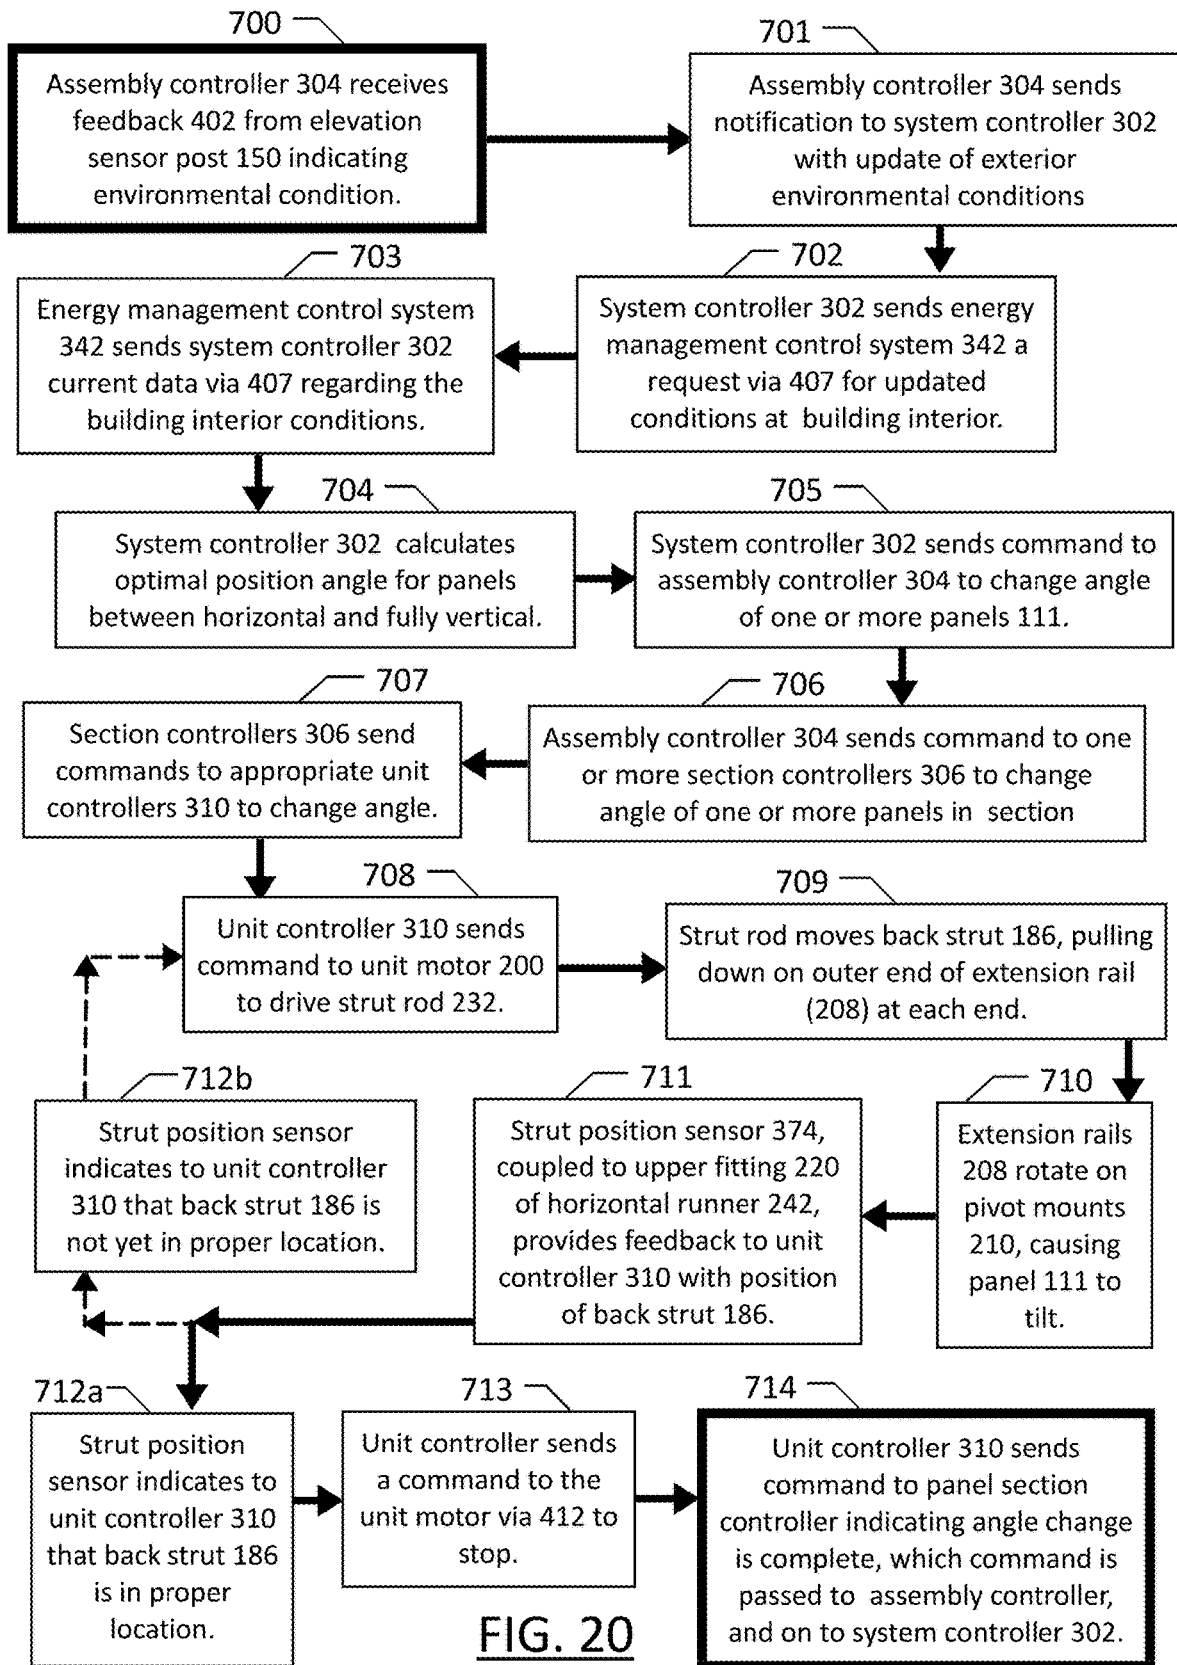 700
Assembly controller 304 receives
feedback 402 from elevation
sensor post 150 indicating
environmental condition.
701
Assembly controller 304 sends
notification to system controller 302
with update of exterior
environmental conditions
702
System controller 302 sends energy
management control system 342 a
request via 407 for updated
conditions at building interior.
703
Energy management control system
342 sends system controller 302
current data via 407 regarding the
building interior conditions.
704
System controller 302 calculates
optimal position angle for panels
between horizontal and fully vertical.
705
System controller 302 sends command to
assembly controller 304 to change angle
of one or more panels 111.
706
Assembly controller 304 sends command to one
or more section controllers 306 to change
angle of one or more panels in section
707
Section controllers 306 send
commands to appropriate unit
controllers 310 to change angle.
708
Unit controller 310 sends
command to unit motor 200
to drive strut rod 232.
709
Strut rod moves back strut 186, pulling
down on outer end of extension rail
(208) at each end.
710
Extension rails
208 rotate on
pivot mounts
210, causing
panel 111 to
tilt.
711
Strut position sensor 374,
coupled to upper fitting 220
of horizontal runner 242,
provides feedback to unit
controller 310 with position
of back strut 186.
712b
Strut position sensor
indicates to unit controller
310 that back strut 186 is
not yet in proper location.
712a
Strut position
sensor indicates to
unit controller 310
that back strut 186
is in proper
location.
713
Unit controller sends
a command to the
unit motor via 412 to
stop.
714
Unit controller 310 sends
command to panel section
controller indicating angle change
is complete, which command is
passed to assembly controller,
and on to system controller 302.
FIG. 20